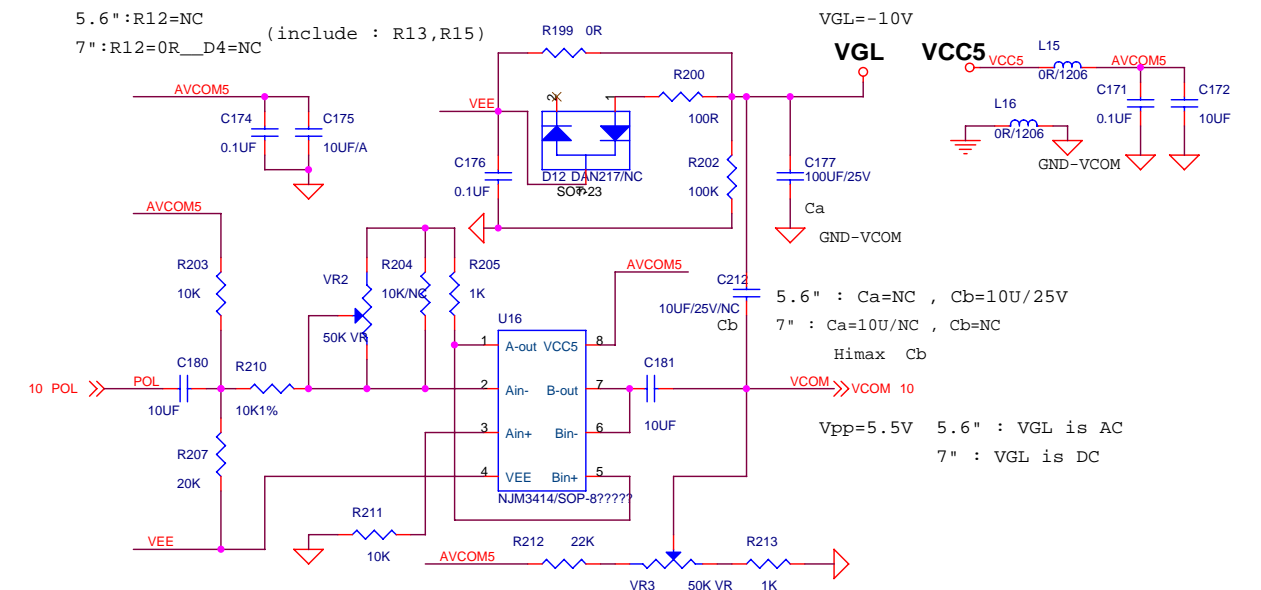 5.6":R12=NC
7":R12=0R__D4=NC
(include : R13,R15)
VGL=-10V
R199 0R
VGL
VCC5
VCC5
L15
0R/1206
AVCOM5
C171
0.1UF
C172
10UF
L16
0R/1206
GND-VCOM
AVCOM5
C174
0.1UF
C175
10UF/A
VEE
2
1
R200
100R
C176
0.1UF
D12 DAN217/NC
SOT-23
3
R202
100K
C177
100UF/25V
Ca
GND-VCOM
AVCOM5
R203
10K
VR2
50K VR
R204
10K/NC
R205
1K
AVCOM5
C212
10UF/25V/NC
Cb
5.6" : Ca=NC , Cb=10U/25V
7" : Ca=10U/NC , Cb=NC
Himax Cb
U16
1 A-out VCC5 8
2 Ain- B-out 7
3 Ain+ Bin- 6
4 VEE Bin+ 5
NJM3414/SOP-8?????
10 POL
POL
C180
10UF
R210
10K1%
C181
10UF
VCOM
VCOM 10
Vpp=5.5V 5.6" : VGL is AC
7" : VGL is DC
R207
20K
VEE
R211
10K
AVCOM5
R212 22K
VR3 50K VR
R213
1K